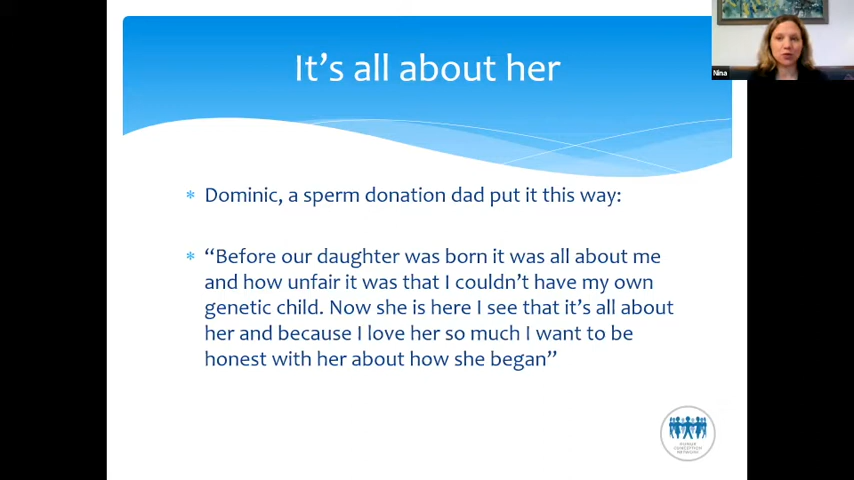 It's all about her
Nina
* Dominic, a sperm donation dad put it this way:
* “Before our daughter was born it was all about me
and how unfair it was that I couldn't have my own
genetic child. Now she is here I see that it's all about
her and because I love her so much I want to be
honest with her about how she began”
CONCEPTION
NETWORK